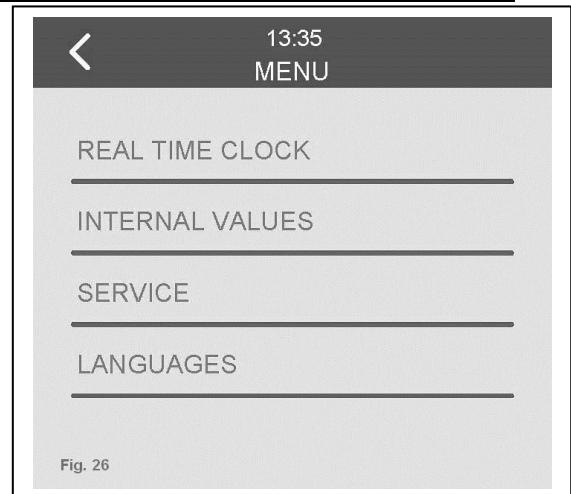 13:35
MENU
REAL TIME CLOCK
INTERNAL VALUES
SERVICE
LANGUAGES
Fig. 26